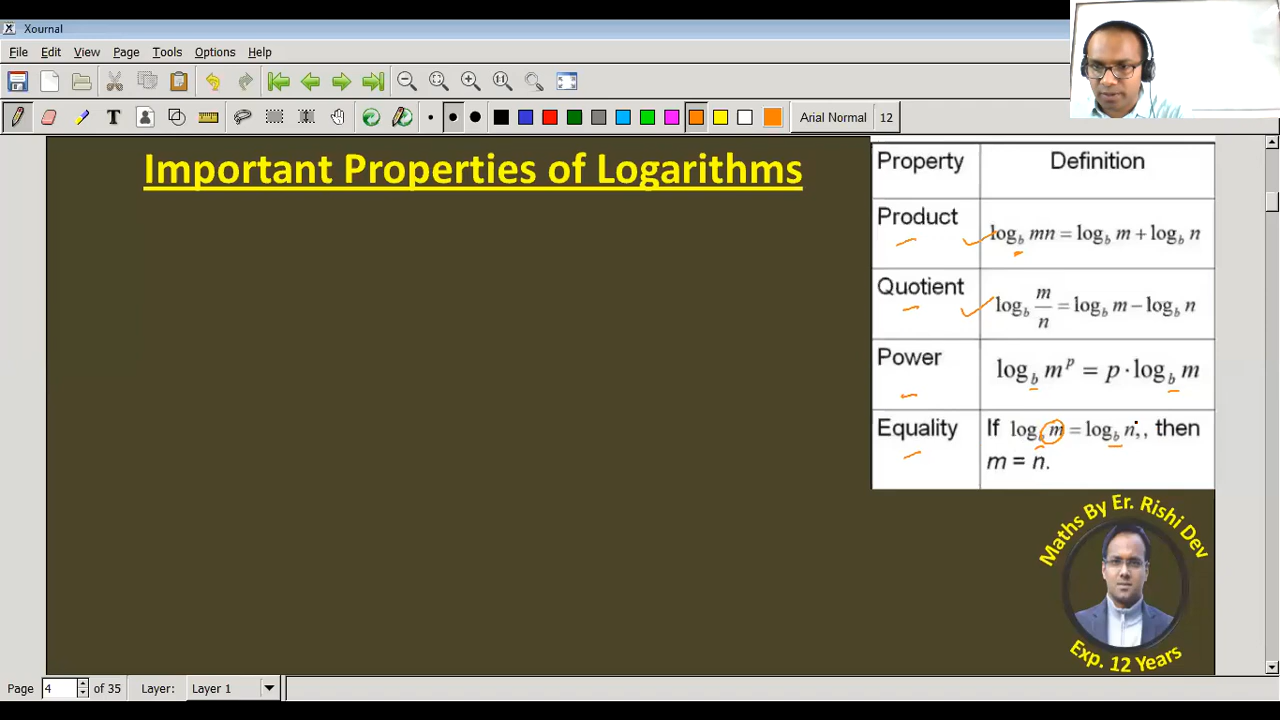 Xournal
File Edit View Page Tools Options Help
Arial Normal 12
Important Properties of Logarithms
Property Definition
Product log_b mn = log_b m + log_b n
Quotient log_b m/n = log_b m − log_b n
Power log_b m^p = p · log_b m
Equality If log_b m = log_b n, , then
m = n.
Maths By Er. Rishi Dev
Exp. 12 Years
Page 4 of 35 Layer: Layer 1